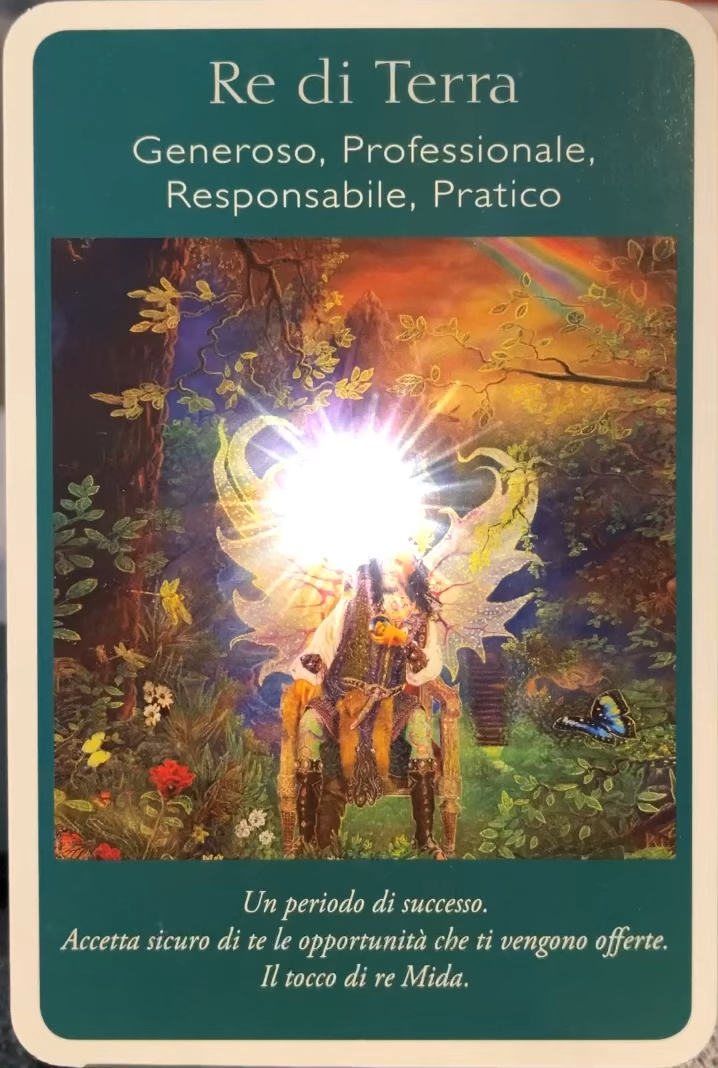 Re di Terra
Generoso, Professionale,
Responsabile, Pratico
Un periodo di successo.
Accetta sicuro di te le opportunità che ti vengono offerte.
Il tocco di re Mida.